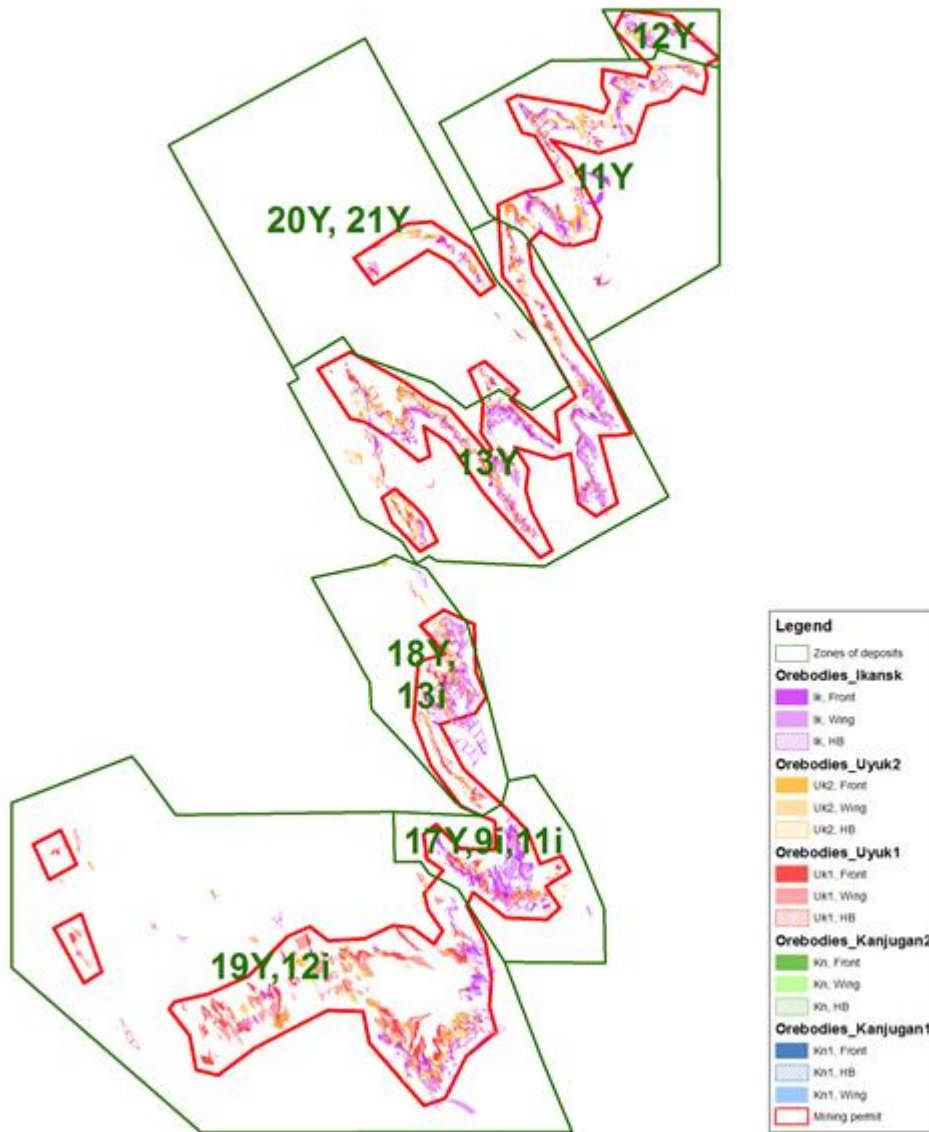 12Y
11Y
20Y, 21Y
13Y
18Y,
13i
17Y,9i,11i
19Y,12i
Legend
Zones of deposits
Orebodies_Ikansk
Ik, Front
Ik, Wing
Ik, HB
Orebodies_Uyuk2
Uk2, Front
Uk2, Wing
Uk2, HB
Orebodies_Uyuk1
Uk1, Front
Uk1, Wing
Uk1, HB
Orebodies_Kanjugan2
Kn, Front
Kn, Wing
Kn, HB
Orebodies_Kanjugan1
Kn1, Front
Kn1, HB
Kn1, Wing
Mining permit